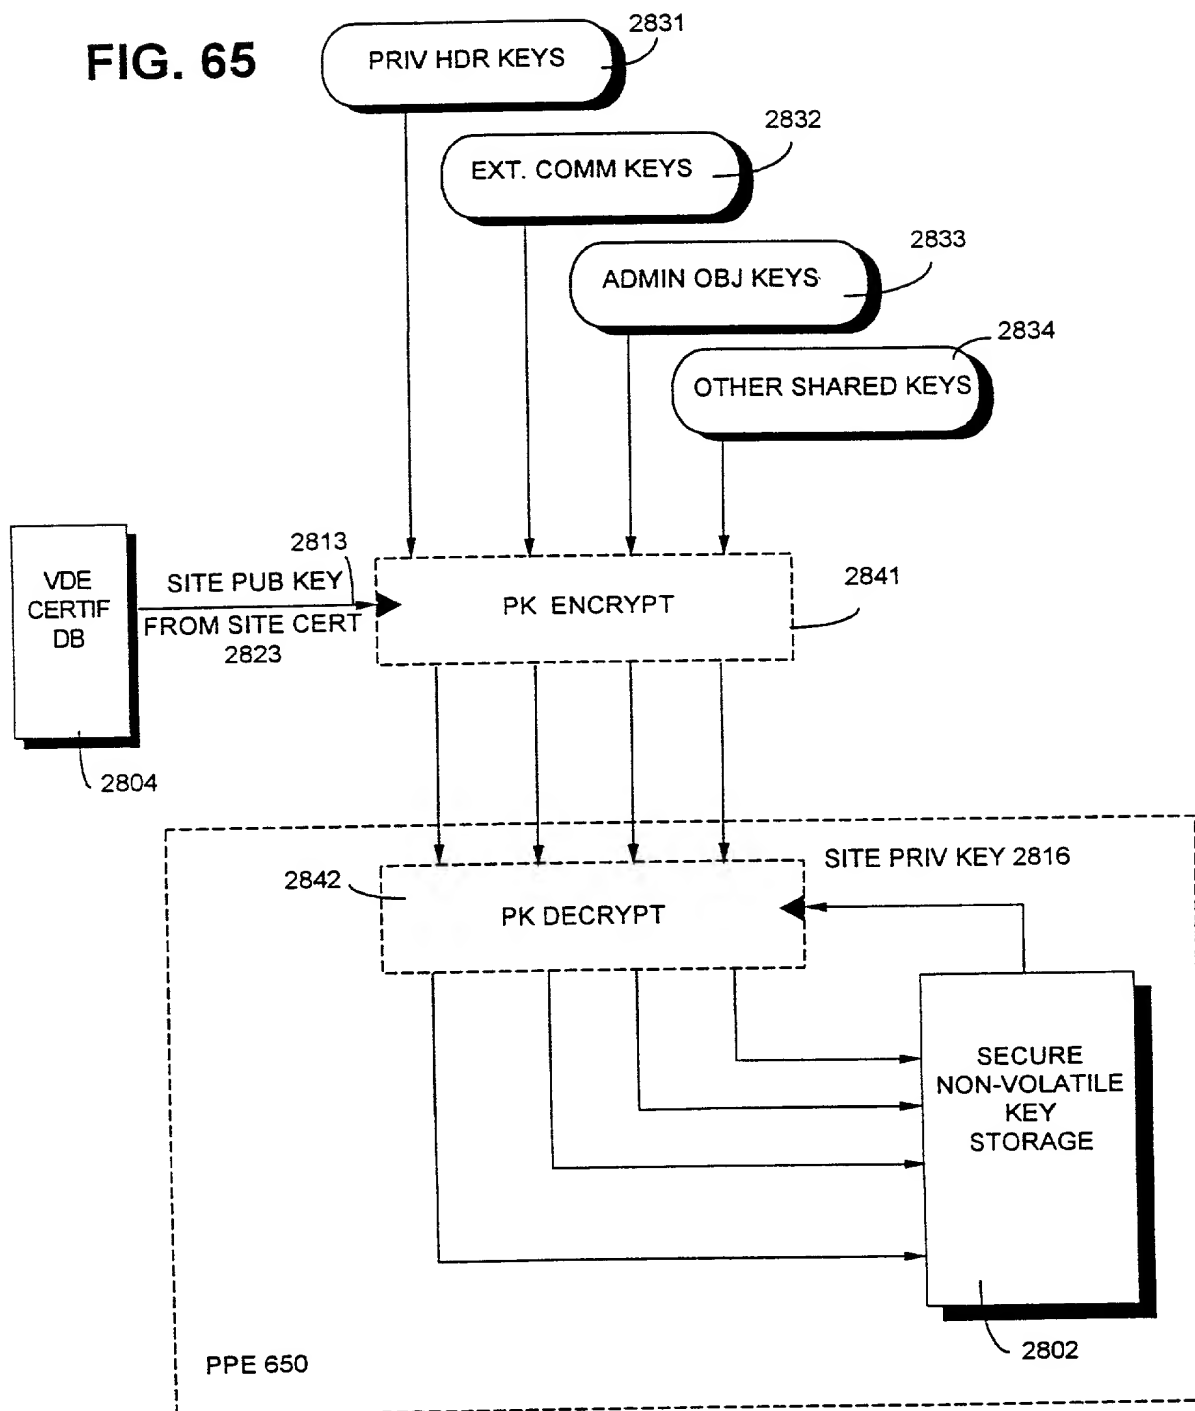 FIG. 65
2831
PRIV HDR KEYS
2832
EXT. COMM KEYS
2833
ADMIN OBJ KEYS
2834
OTHER SHARED KEYS
2813
VDE
CERTIF
DB
SITE PUB KEY
FROM SITE CERT
2823
PK ENCRYPT
2841
2804
SITE PRIV KEY 2816
2842
PK DECRYPT
SECURE
NON-VOLATILE
KEY
STORAGE
2802
PPE 650